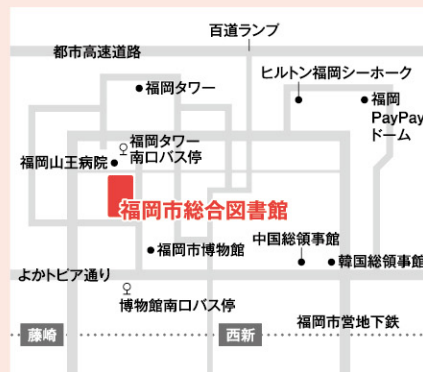 百道ランプ
都市高速道路
ヒルトン福岡シーホーク
福岡タワー
福岡
PayPay
ドーム
福岡タワー
南口バス停
福岡山王病院
福岡市総合図書館
中国総領事館
福岡市博物館
韓国総領事館
よかトピア通り
博物館南口バス停
福岡市営地下鉄
藤崎
西新